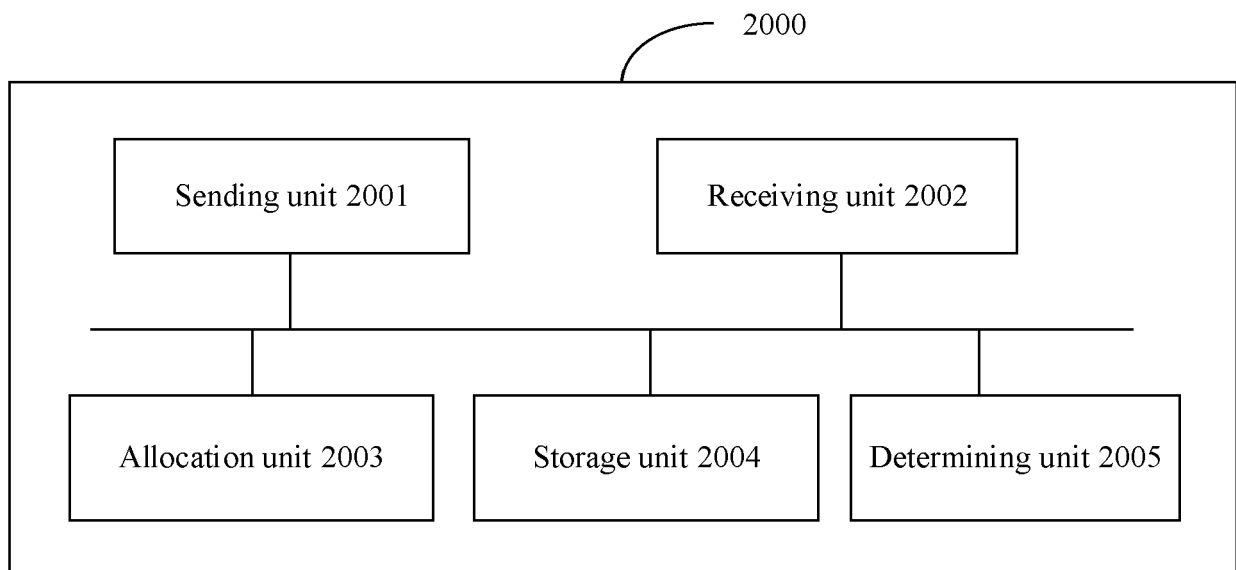 2000
Sending unit 2001
Receiving unit 2002
Allocation unit 2003
Storage unit 2004
Determining unit 2005